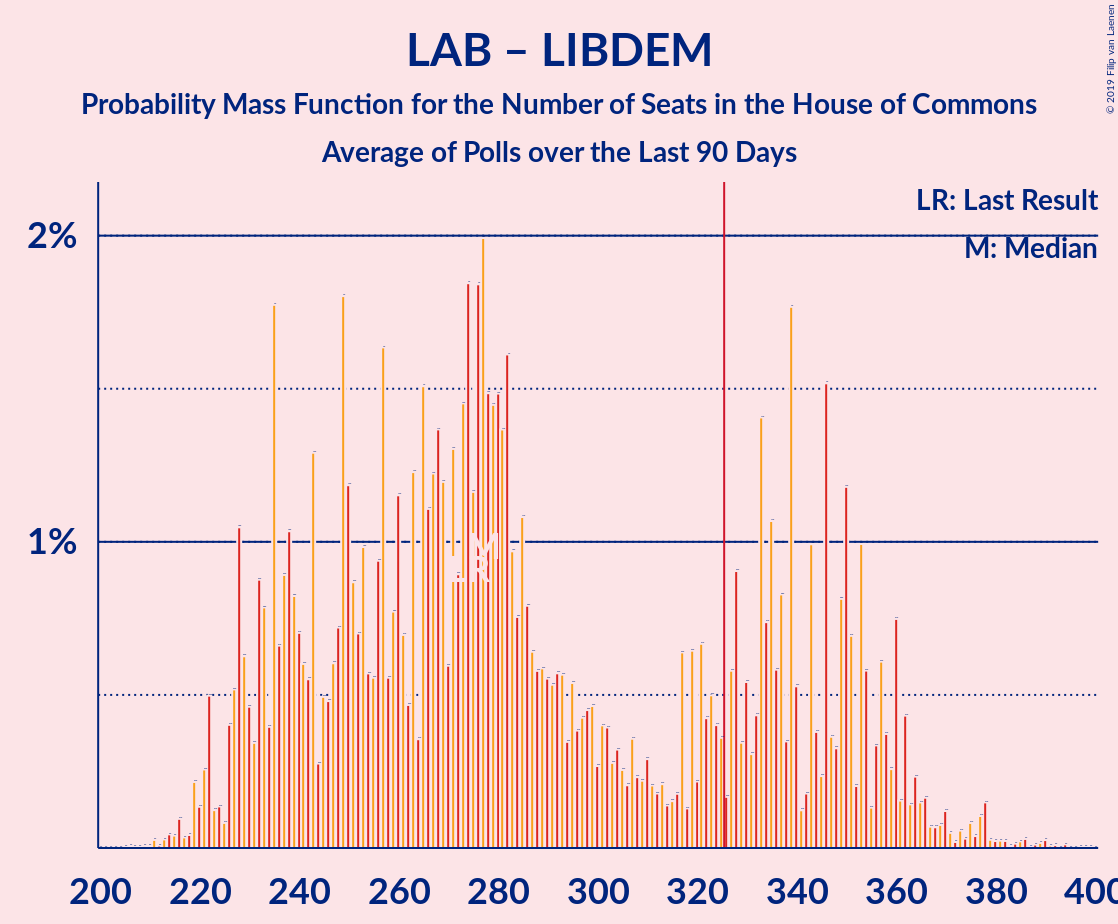 LAB – LIBDEM
Probability Mass Function for the Number of Seats in the House of Commons
Average of Polls over the Last 90 Days
© 2019 Filip van Laenen
LR: Last Result
M: Median
2%
1%
LR
M
200 220 240 260 280 300 320 340 360 380 400